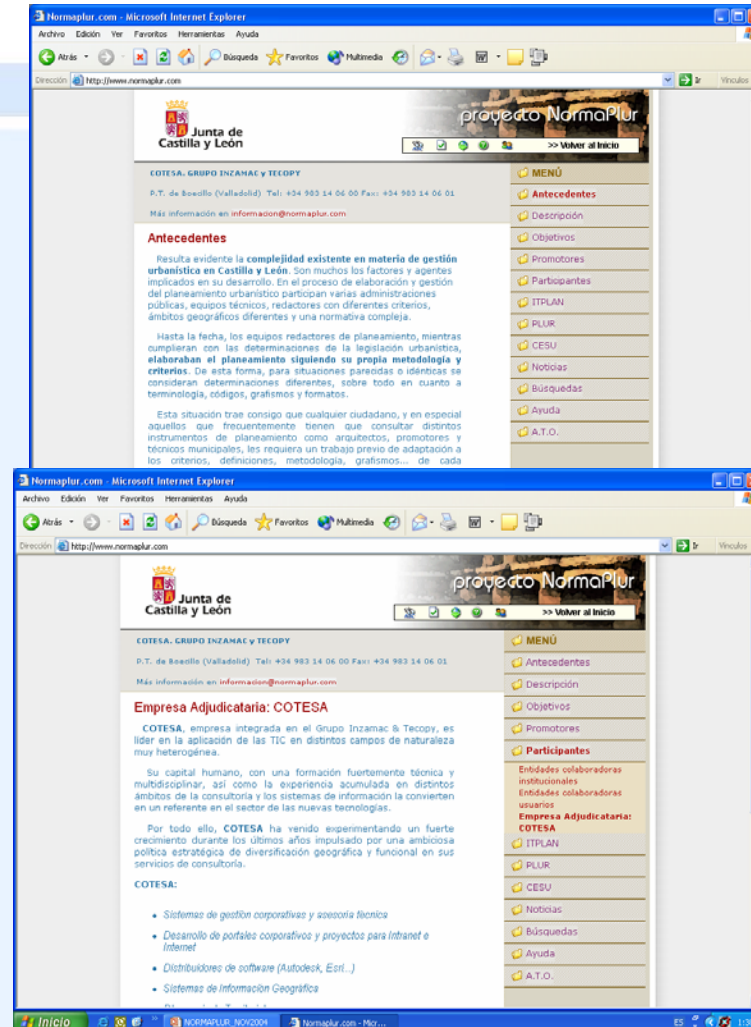 Normaplur.com - Microsoft Internet Explorer
Archivo Edición Ver Favoritos Herramientas Ayuda
Atrás Búsqueda Favoritos Multimedia
Dirección http://www.normaplur.com Ir Vínculos
Junta de
Castilla y León
proyecto NormaPlur
>> Volver al Inicio
COTESA. GRUPO INZAMAC y TECOPY
P.T. de Boecillo (Valladolid) Tel: +34 983 14 06 00 Fax: +34 983 14 06 01
Más información en informacion@normaplur.com
Antecedentes
Resulta evidente la complejidad existente en materia de gestión
urbanística en Castilla y León. Son muchos los factores y agentes
implicados en su desarrollo. En el proceso de elaboración y gestión
del planeamiento urbanístico participan varias administraciones
públicas, equipos técnicos, redactores con diferentes criterios,
ámbitos geográficos diferentes y una normativa compleja.
Hasta la fecha, los equipos redactores de planeamiento, mientras
cumplieran con las determinaciones de la legislación urbanística,
elaboraban el planeamiento siguiendo su propia metodología y
criterios. De esta forma, para situaciones parecidas o idénticas se
consideran determinaciones diferentes, sobre todo en cuanto a
terminología, códigos, grafismos y formatos.
Esta situación trae consigo que cualquier ciudadano, y en especial
aquellos que frecuentemente tienen que consultar distintos
instrumentos de planeamiento como arquitectos, promotores y
técnicos municipales, les requiera un trabajo previo de adaptación a
los criterios, definiciones, metodología, grafismos... de cada
MENÚ
Antecedentes
Descripción
Objetivos
Promotores
Participantes
ITPLAN
PLUR
CESU
Noticias
Búsquedas
Ayuda
A.T.O.
Normaplur.com - Microsoft Internet Explorer
Archivo Edición Ver Favoritos Herramientas Ayuda
Atrás Búsqueda Favoritos Multimedia
Dirección http://www.normaplur.com Ir Vínculos
Junta de
Castilla y León
proyecto NormaPlur
>> Volver al Inicio
COTESA. GRUPO INZAMAC y TECOPY
P.T. de Boecillo (Valladolid) Tel: +34 983 14 06 00 Fax: +34 983 14 06 01
Más información en informacion@normaplur.com
Empresa Adjudicataria: COTESA
COTESA, empresa integrada en el Grupo Inzamac & Tecopy, es
líder en la aplicación de las TIC en distintos campos de naturaleza
muy heterogénea.
Su capital humano, con una formación fuertemente técnica y
multidisciplinar, así como la experiencia acumulada en distintos
ámbitos de la consultoría y los sistemas de información la convierten
en un referente en el sector de las nuevas tecnologías.
Por todo ello, COTESA ha venido experimentando un fuerte
crecimiento durante los últimos años impulsado por una ambiciosa
política estratégica de diversificación geográfica y funcional en sus
servicios de consultoría.
COTESA:
Sistemas de gestión corporativas y asesoría técnica
Desarrollo de portales corporativos y proyectos para Intranet e
Internet
Distribuidores de software (Autodesk, Esri...)
Sistemas de Información Geográfica
MENÚ
Antecedentes
Descripción
Objetivos
Promotores
Participantes
Entidades colaboradoras
institucionales
Entidades colaboradoras
usuarios
Empresa Adjudicataria:
COTESA
ITPLAN
PLUR
CESU
Noticias
Búsquedas
Ayuda
A.T.O.
Inicio NORMAPLUR_NOV2004 Normaplur.com - Micr... ES